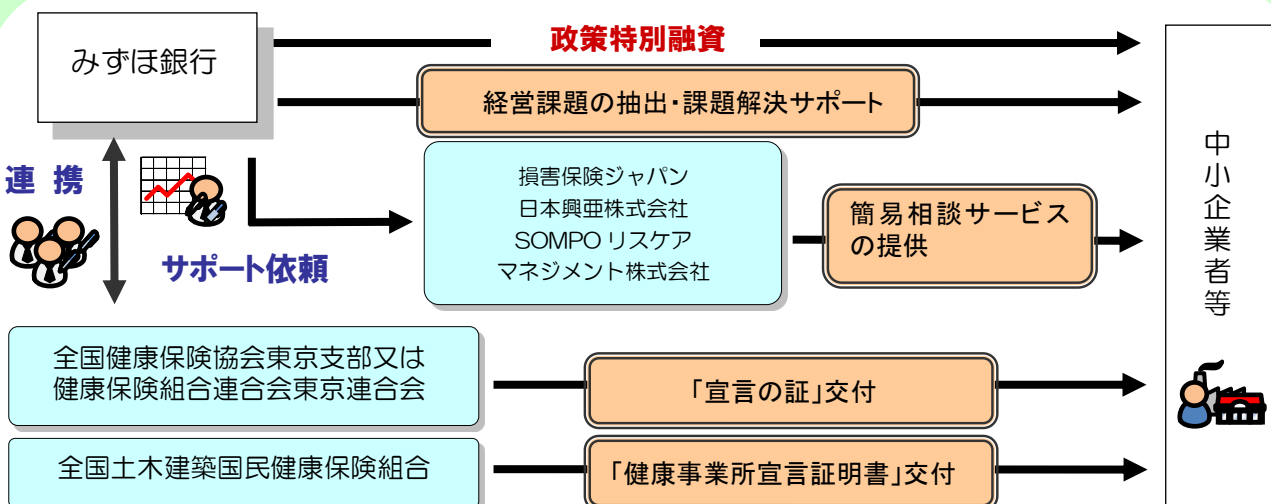 みずほ銀行
政策特別融資
経営課題の抽出・課題解決サポート
連 携
サポート依頼
損害保険ジャパン
日本興亜株式会社
SOMPO リスケア
マネジメント株式会社
簡易相談サービス
の提供
中小企業者等
全国健康保険協会東京支部又は
健康保険組合連合会東京連合会
「宣言の証」交付
全国土木建築国民健康保険組合
「健康事業所宣言証明書」交付